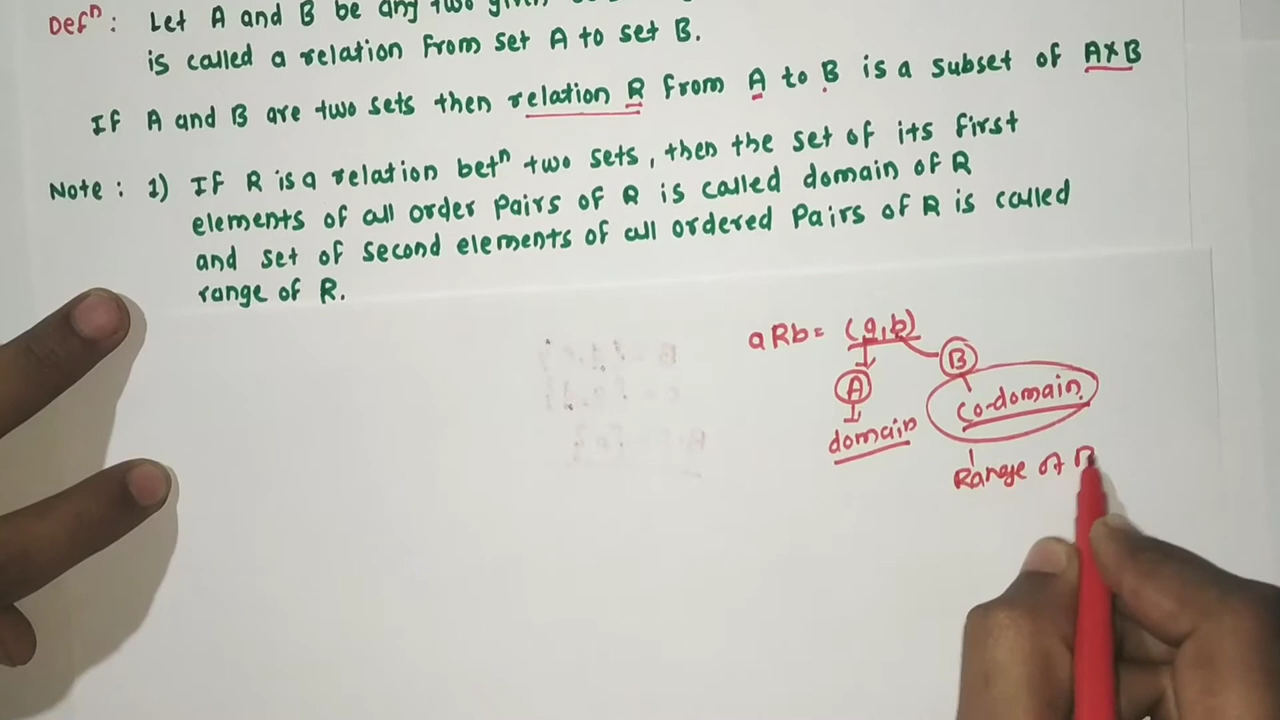 Defⁿ : Let A and B be any two given
is called a relation From set A to set B.
If A and B are two sets then relation R From A to B is a subset of A×B
Note : 1) If R is a relation betⁿ two sets, then the set of its first
elements of all order Pairs of R is called domain of R
and set of second elements of all ordered Pairs of R is called
range of R.
aRb = (a,b)
A B
domain
co-domain
Range of R